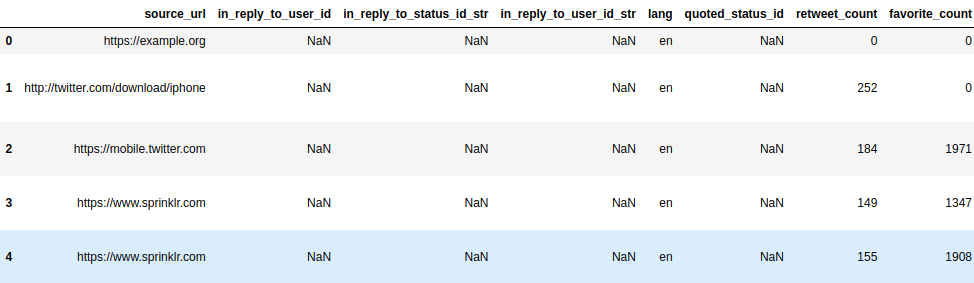 source_url in_reply_to_user_id in_reply_to_status_id_str in_reply_to_user_id_str lang quoted_status_id retweet_count favorite_count
0 https://example.org NaN NaN NaN en NaN 0 0
1 http://twitter.com/download/iphone NaN NaN NaN en NaN 252 0
2 https://mobile.twitter.com NaN NaN NaN en NaN 184 1971
3 https://www.sprinklr.com NaN NaN NaN en NaN 149 1347
4 https://www.sprinklr.com NaN NaN NaN en NaN 155 1908